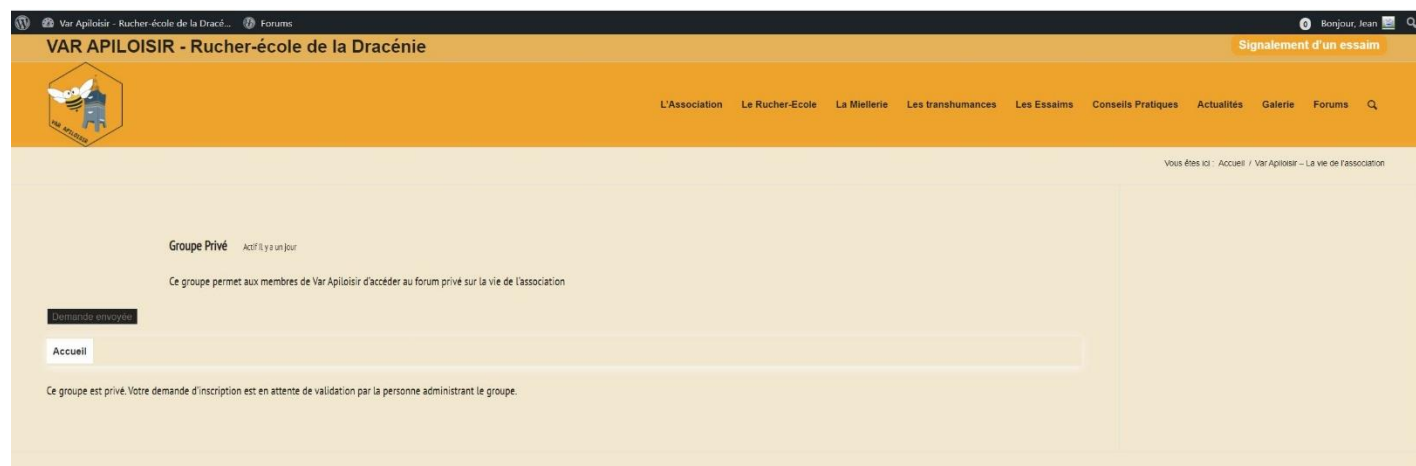 Var Apiloisir - Rucher-école de la Dracé... Forums 0 Bonjour, Jean
VAR APILOISIR - Rucher-école de la Dracénie
Signalement d'un essaim
VAR APILOISIR
L'Association Le Rucher-Ecole La Miellerie Les transhumances Les Essaims Conseils Pratiques Actualités Galerie Forums
Vous êtes ici : Accueil / Var Apiloisir – La vie de l'association
Groupe Privé Actif il y a un jour
Ce groupe permet aux membres de Var Apiloisir d'accéder au forum privé sur la vie de l'association
Demande envoyée
Accueil
Ce groupe est privé. Votre demande d'inscription est en attente de validation par la personne administrant le groupe.